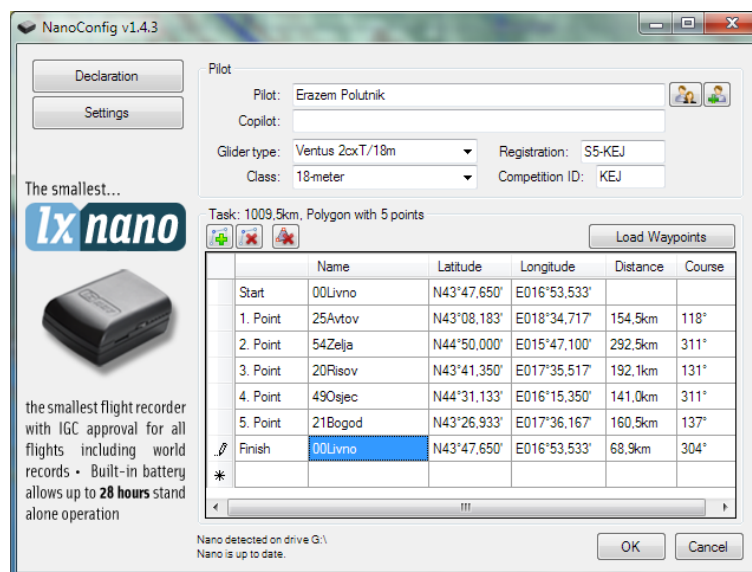 NanoConfig v1.4.3
Declaration
Settings
The smallest...
lx nano
the smallest flight recorder
with IGC approval for all
flights including world
records • Built-in battery
allows up to 28 hours stand
alone operation
Pilot
Pilot: Erazem Polutnik
Copilot:
Glider type: Ventus 2cxT/18m Registration: S5-KEJ
Class: 18-meter Competition ID: KEJ
Task: 1009,5km, Polygon with 5 points
Load Waypoints
Name Latitude Longitude Distance Course
Start 00Livno N43°47,650' E016°53,533'
1. Point 25Avtov N43°08,183' E018°34,717' 154,5km 118°
2. Point 54Zelja N44°50,000' E015°47,100' 292,5km 311°
3. Point 20Risov N43°41,350' E017°35,517' 192,1km 131°
4. Point 49Osjec N44°31,133' E016°15,350' 141,0km 311°
5. Point 21Bogod N43°26,933' E017°36,167' 160,5km 137°
Finish 00Livno N43°47,650' E016°53,533' 68,9km 304°
Nano detected on drive G:\
Nano is up to date.
OK Cancel